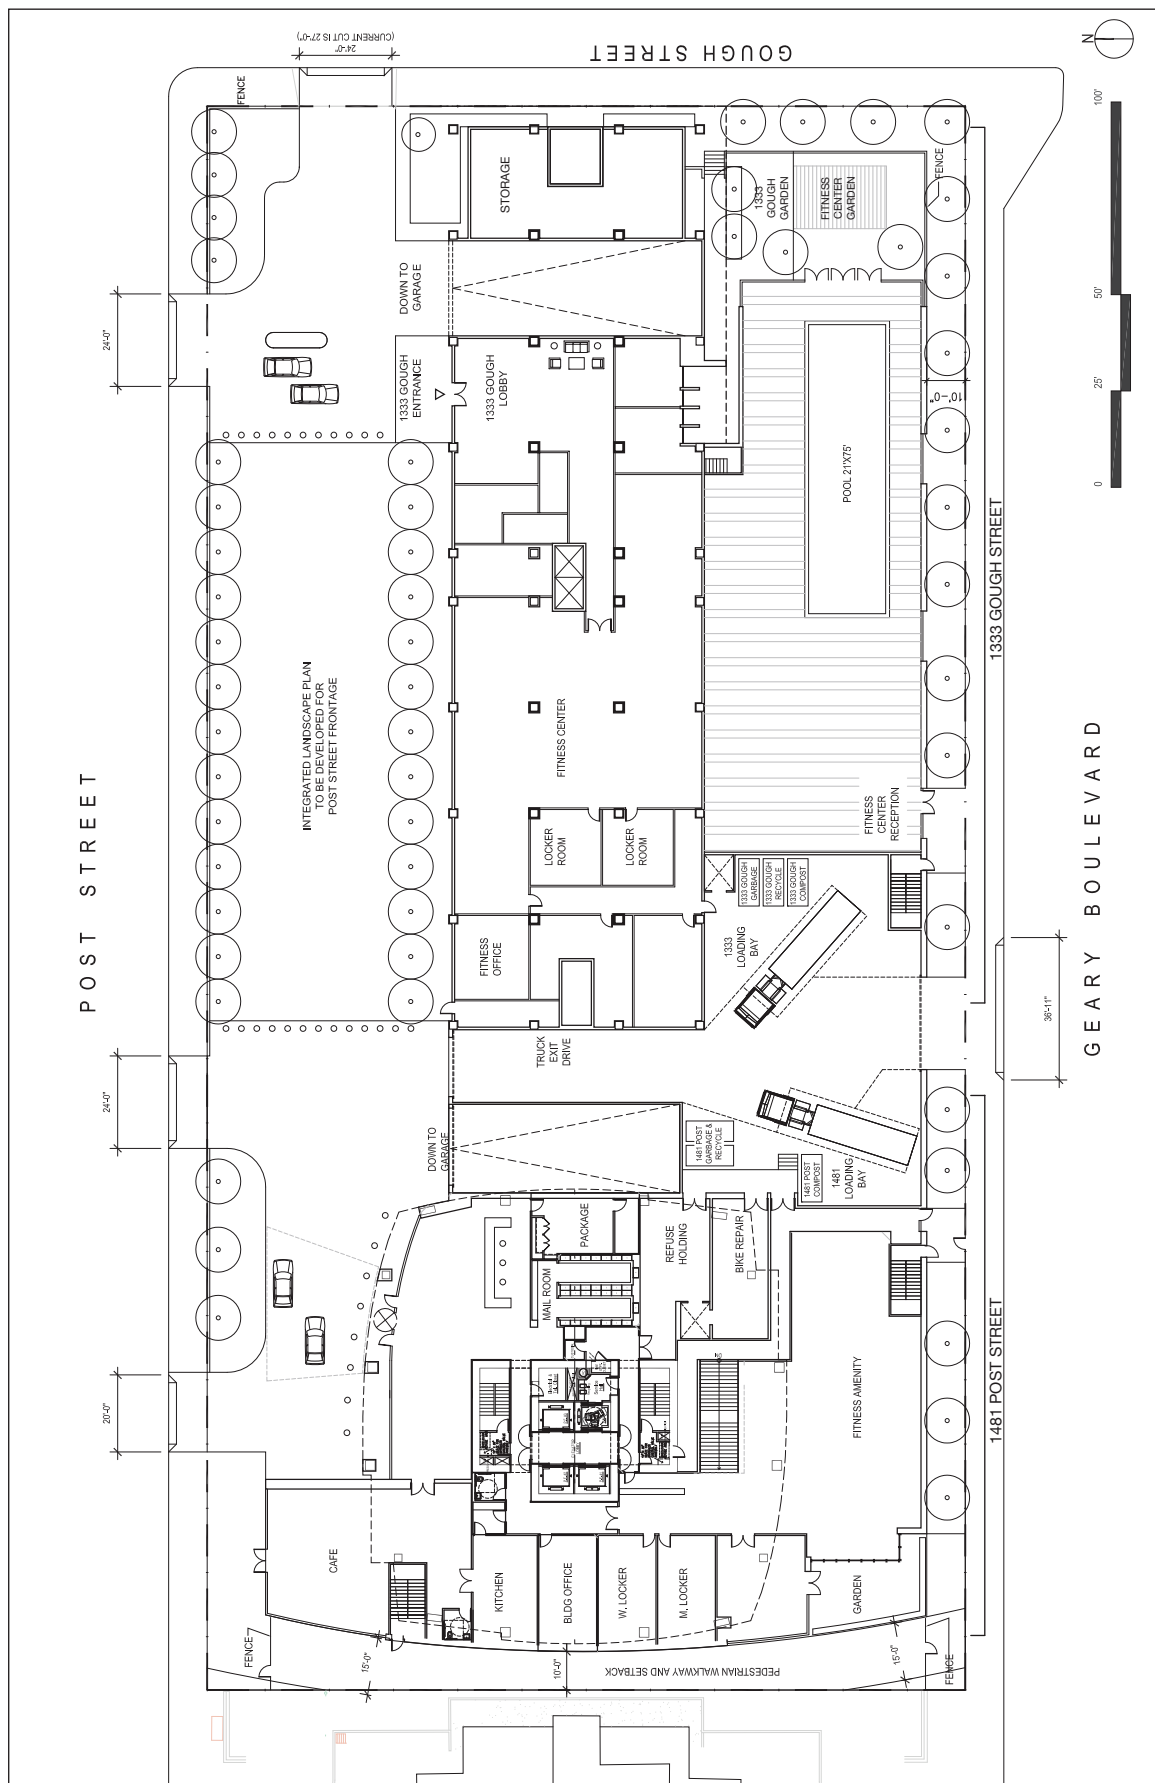 GOUGH STREET
(CURRENT CUT IS 27'-0")
24'-0"
FENCE
N
100'
50'
25'
0
STORAGE
1333
GOUGH
GARDEN
FITNESS
CENTER
GARDEN
FENCE
24'-0"
DOWN TO
GARAGE
1333 GOUGH
ENTRANCE
1333 GOUGH
LOBBY
10'-0"
POOL 21'X75'
1333 GOUGH STREET
INTEGRATED LANDSCAPE PLAN
TO BE DEVELOPED FOR
POST STREET FRONTAGE
FITNESS CENTER
POST STREET
GEARY BOULEVARD
LOCKER
ROOM
LOCKER
ROOM
FITNESS
CENTER
RECEPTION
1333 GOUGH
GARBAGE
1333 GOUGH
RECYCLE
1333 GOUGH
COMPOST
FITNESS
OFFICE
1333
LOADING
BAY
36'-11"
TRUCK
EXIT
DRIVE
24'-0"
DOWN TO
GARAGE
1481 POST
GARBAGE &
RECYCLE
1481 POST
COMPOST
1481
LOADING
BAY
PACKAGE
MAIL ROOM
REFUSE
HOLDING
BIKE REPAIR
20'-0"
FITNESS AMENITY
1481 POST STREET
CAFE
KITCHEN
BLDG OFFICE
W. LOCKER
M. LOCKER
GARDEN
FENCE
15'-0"
10'-0"
PEDESTRIAN WALKWAY AND SETBACK
15'-0"
FENCE